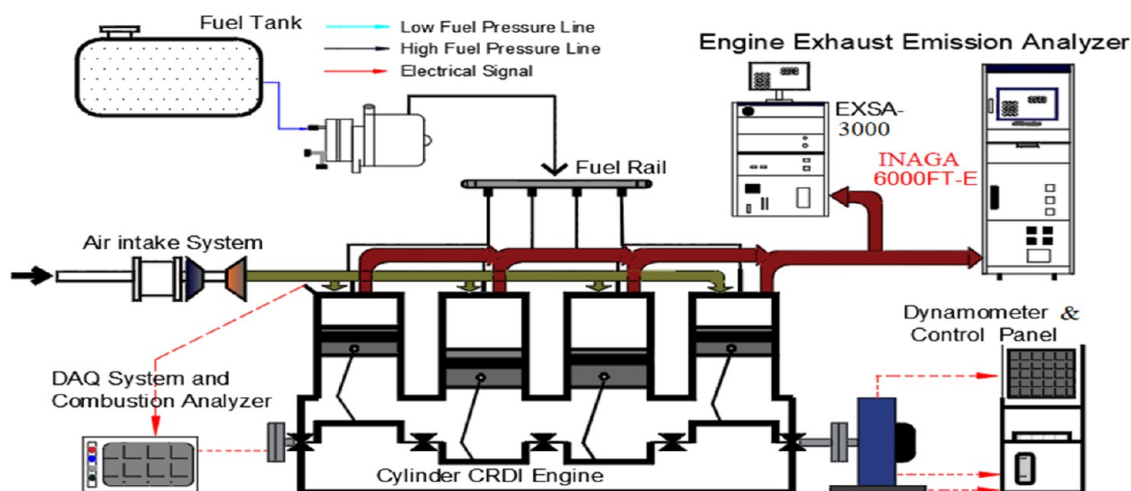 Fuel Tank
Low Fuel Pressure Line
High Fuel Pressure Line
Electrical Signal
Engine Exhaust Emission Analyzer
EXSA-
3000
INAGA
6000FT-E
Fuel Rail
Air intake System
Dynamometer &
Control Panel
DAQ System and
Combustion Analyzer
Cylinder CRDI Engine